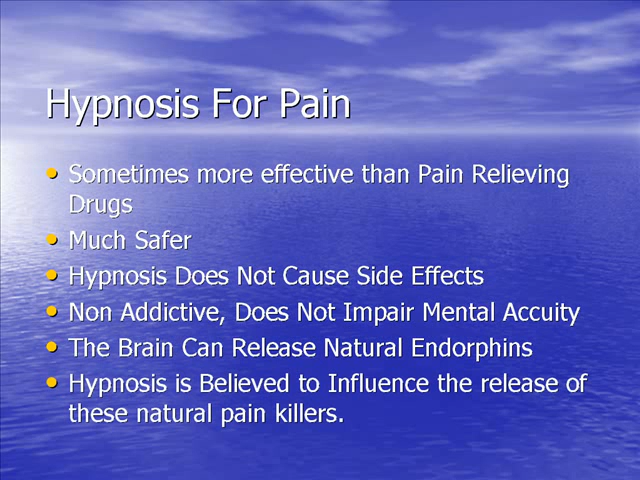 Hypnosis For Pain
• Sometimes more effective than Pain Relieving
Drugs
• Much Safer
• Hypnosis Does Not Cause Side Effects
• Non Addictive, Does Not Impair Mental Accuity
• The Brain Can Release Natural Endorphins
• Hypnosis is Believed to Influence the release of
these natural pain killers.